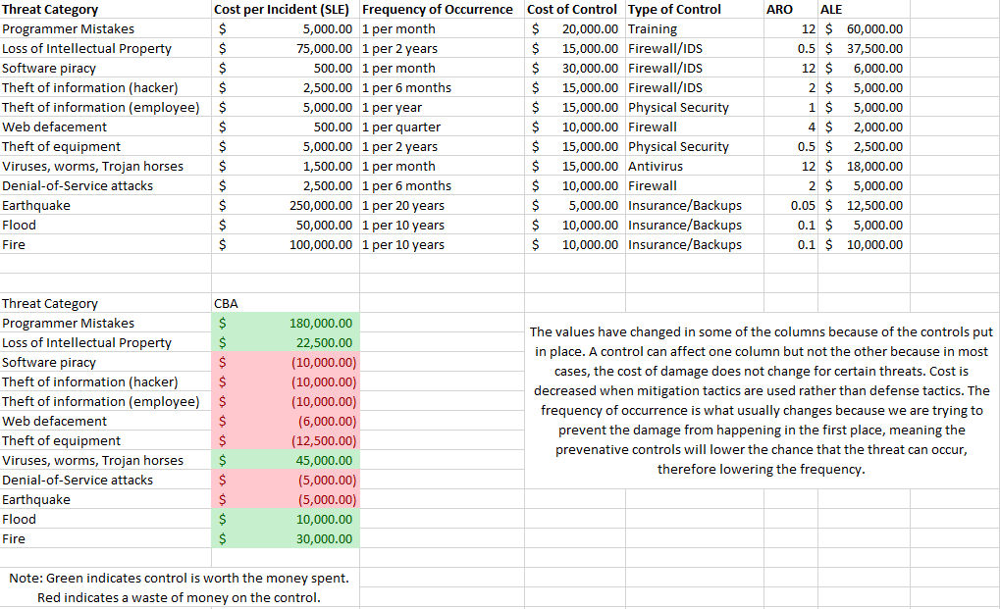 Threat Category Cost per Incident (SLE) Frequency of Occurrence Cost of Control Type of Control ARO ALE
Programmer Mistakes $ 5,000.00 1 per month $ 20,000.00 Training 12 $ 60,000.00
Loss of Intellectual Property $ 75,000.00 1 per 2 years $ 15,000.00 Firewall/IDS 0.5 $ 37,500.00
Software piracy $ 500.00 1 per month $ 30,000.00 Firewall/IDS 12 $ 6,000.00
Theft of information (hacker) $ 2,500.00 1 per 6 months $ 15,000.00 Firewall/IDS 2 $ 5,000.00
Theft of information (employee) $ 5,000.00 1 per year $ 15,000.00 Physical Security 1 $ 5,000.00
Web defacement $ 500.00 1 per quarter $ 10,000.00 Firewall 4 $ 2,000.00
Theft of equipment $ 5,000.00 1 per 2 years $ 15,000.00 Physical Security 0.5 $ 2,500.00
Viruses, worms, Trojan horses $ 1,500.00 1 per month $ 15,000.00 Antivirus 12 $ 18,000.00
Denial-of-Service attacks $ 2,500.00 1 per 6 months $ 10,000.00 Firewall 2 $ 5,000.00
Earthquake $ 250,000.00 1 per 20 years $ 5,000.00 Insurance/Backups 0.05 $ 12,500.00
Flood $ 50,000.00 1 per 10 years $ 10,000.00 Insurance/Backups 0.1 $ 5,000.00
Fire $ 100,000.00 1 per 10 years $ 10,000.00 Insurance/Backups 0.1 $ 10,000.00
Threat Category CBA
Programmer Mistakes $ 180,000.00
Loss of Intellectual Property $ 22,500.00
Software piracy $ (10,000.00)
Theft of information (hacker) $ (10,000.00)
Theft of information (employee) $ (10,000.00)
Web defacement $ (6,000.00)
Theft of equipment $ (12,500.00)
Viruses, worms, Trojan horses $ 45,000.00
Denial-of-Service attacks $ (5,000.00)
Earthquake $ (5,000.00)
Flood $ 10,000.00
Fire $ 30,000.00
The values have changed in some of the columns because of the controls put
in place. A control can affect one column but not the other because in most
cases, the cost of damage does not change for certain threats. Cost is
decreased when mitigation tactics are used rather than defense tactics. The
frequency of occurrence is what usually changes because we are trying to
prevent the damage from happening in the first place, meaning the
prevenative controls will lower the chance that the threat can occur,
therefore lowering the frequency.
Note: Green indicates control is worth the money spent.
Red indicates a waste of money on the control.